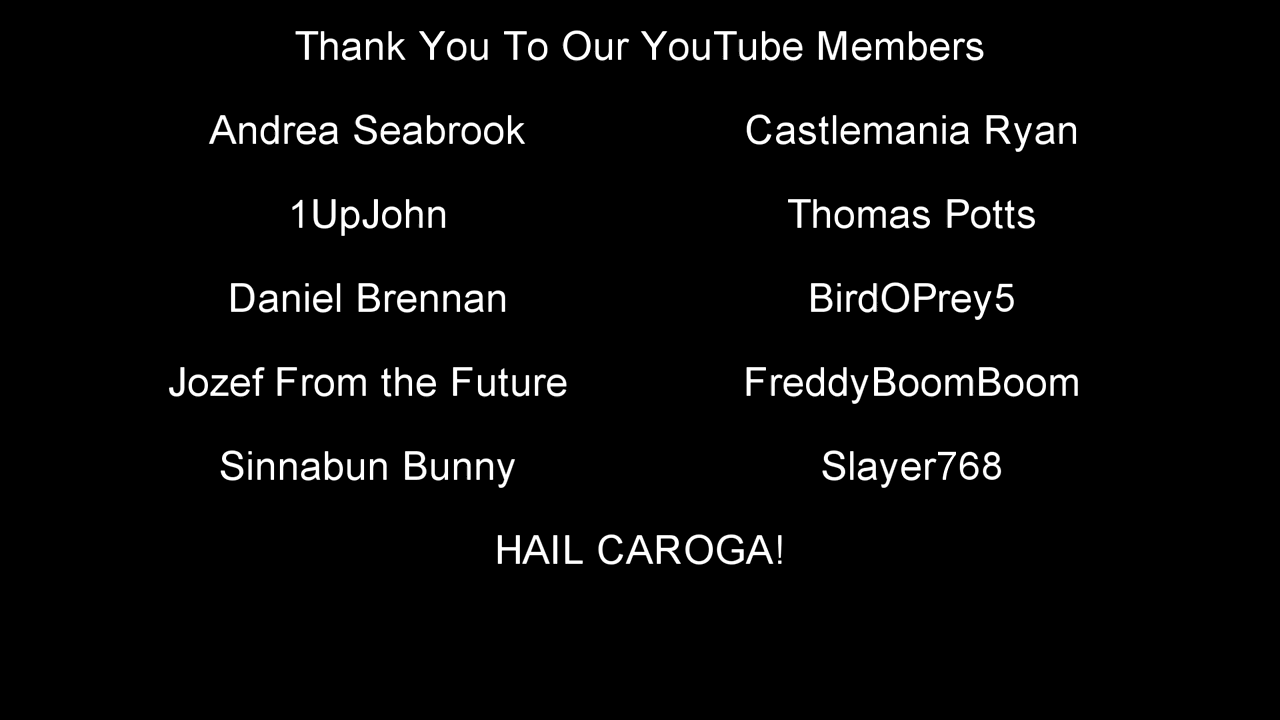 Thank You To Our YouTube Members
Andrea Seabrook Castlemania Ryan
1UpJohn Thomas Potts
Daniel Brennan BirdOPrey5
Jozef From the Future FreddyBoomBoom
Sinnabun Bunny Slayer768
HAIL CAROGA!